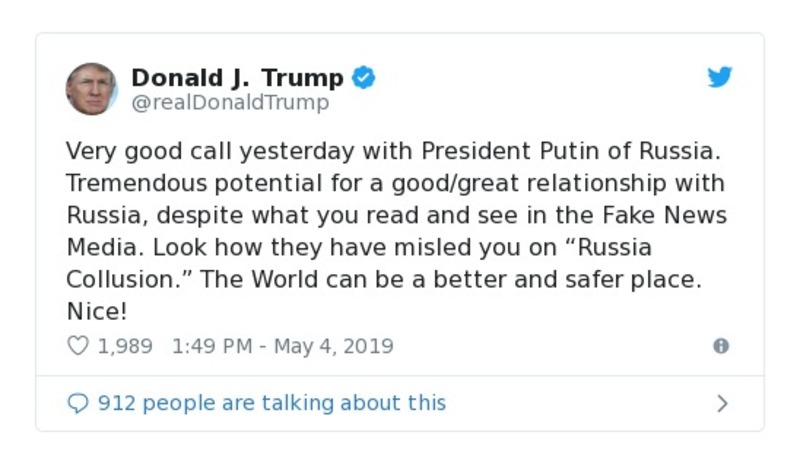 Donald J. Trump
@realDonaldTrump
Very good call yesterday with President Putin of Russia.
Tremendous potential for a good/great relationship with
Russia, despite what you read and see in the Fake News
Media. Look how they have misled you on “Russia
Collusion.” The World can be a better and safer place.
Nice!
1,989 1:49 PM - May 4, 2019
912 people are talking about this